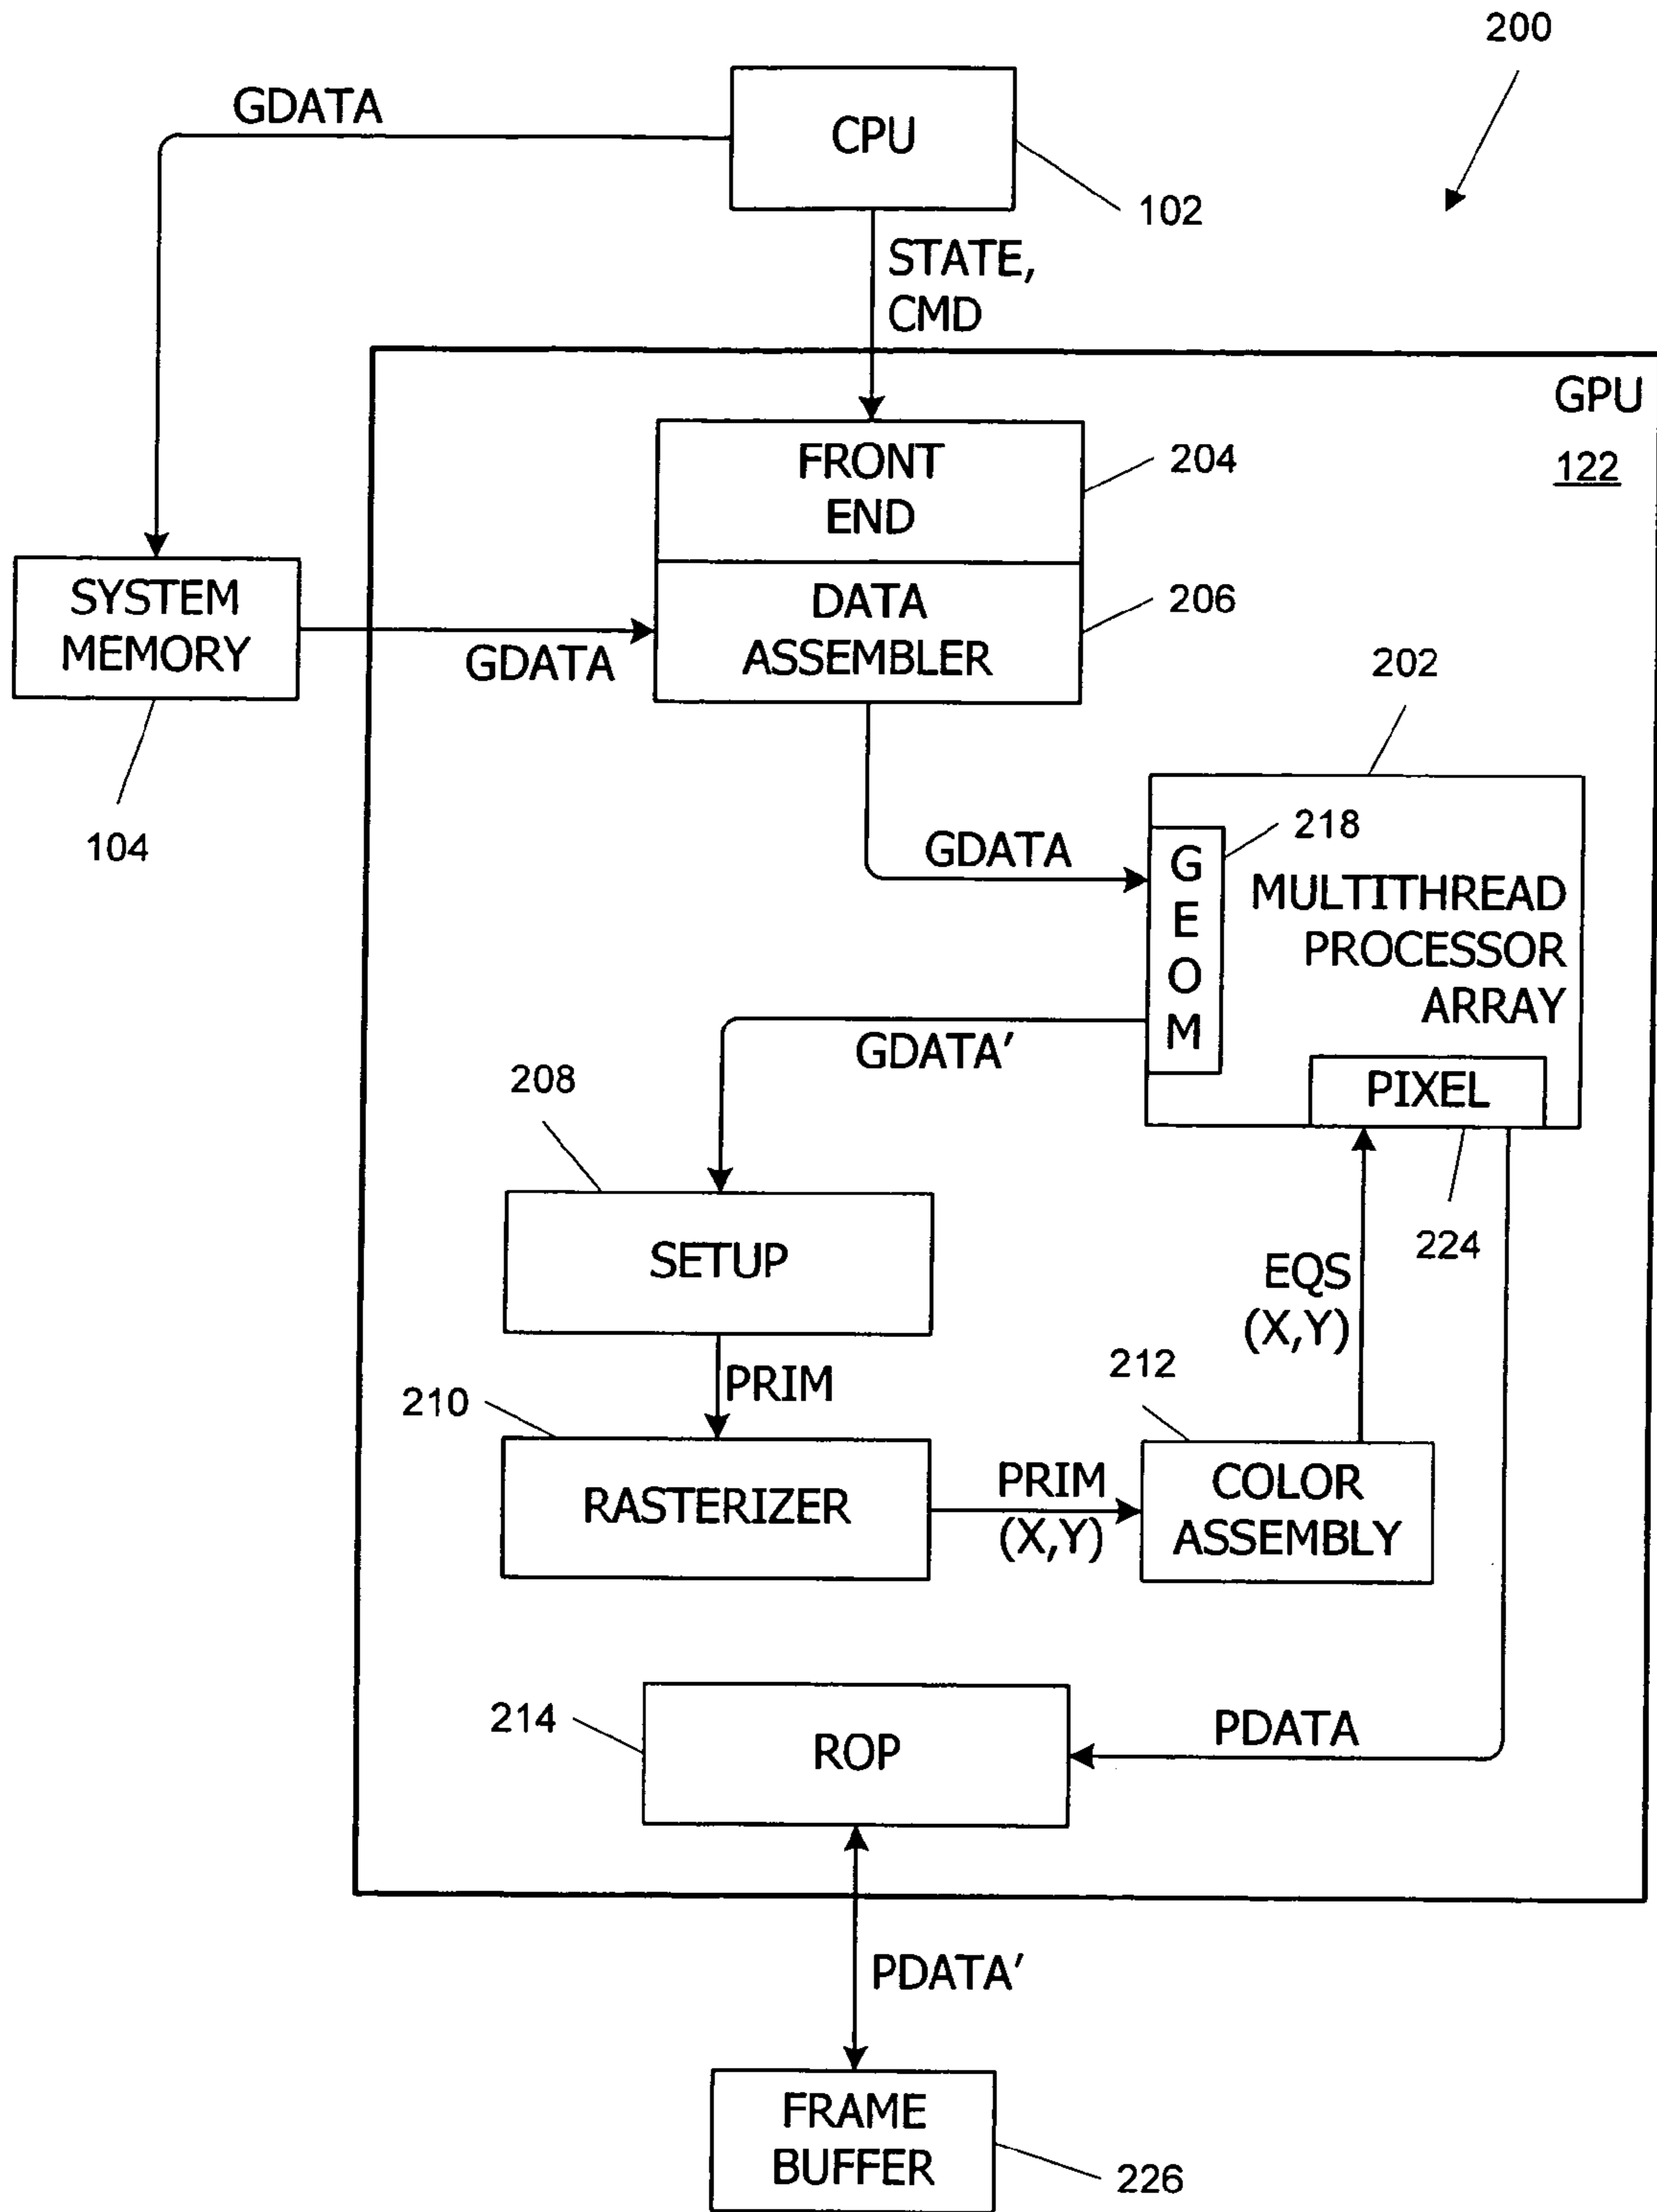 200
GDATA
CPU
102
STATE,
CMD
GPU
122
FRONT
END
204
SYSTEM
MEMORY
GDATA
DATA
ASSEMBLER
206
104
202
218
GDATA
GEOM
MULTITHREAD
PROCESSOR
ARRAY
GDATA'
PIXEL
208
224
SETUP
EQS
(X,Y)
PRIM
210
212
RASTERIZER
PRIM
(X,Y)
COLOR
ASSEMBLY
214
ROP
PDATA
PDATA'
FRAME
BUFFER
226